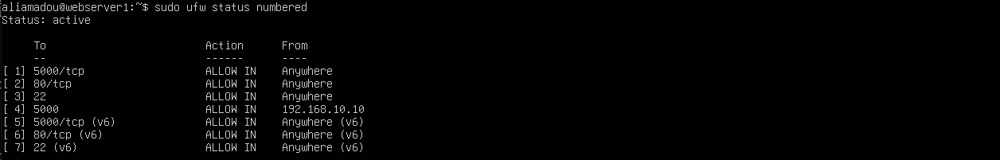 aliamadou@webserver1:~$ sudo ufw status numbered
Status: active

     To                         Action      From
     --                         ------      ----
[ 1] 5000/tcp                   ALLOW IN    Anywhere
[ 2] 80/tcp                     ALLOW IN    Anywhere
[ 3] 22                         ALLOW IN    Anywhere
[ 4] 5000                       ALLOW IN    192.168.10.10
[ 5] 5000/tcp (v6)              ALLOW IN    Anywhere (v6)
[ 6] 80/tcp (v6)                ALLOW IN    Anywhere (v6)
[ 7] 22 (v6)                    ALLOW IN    Anywhere (v6)